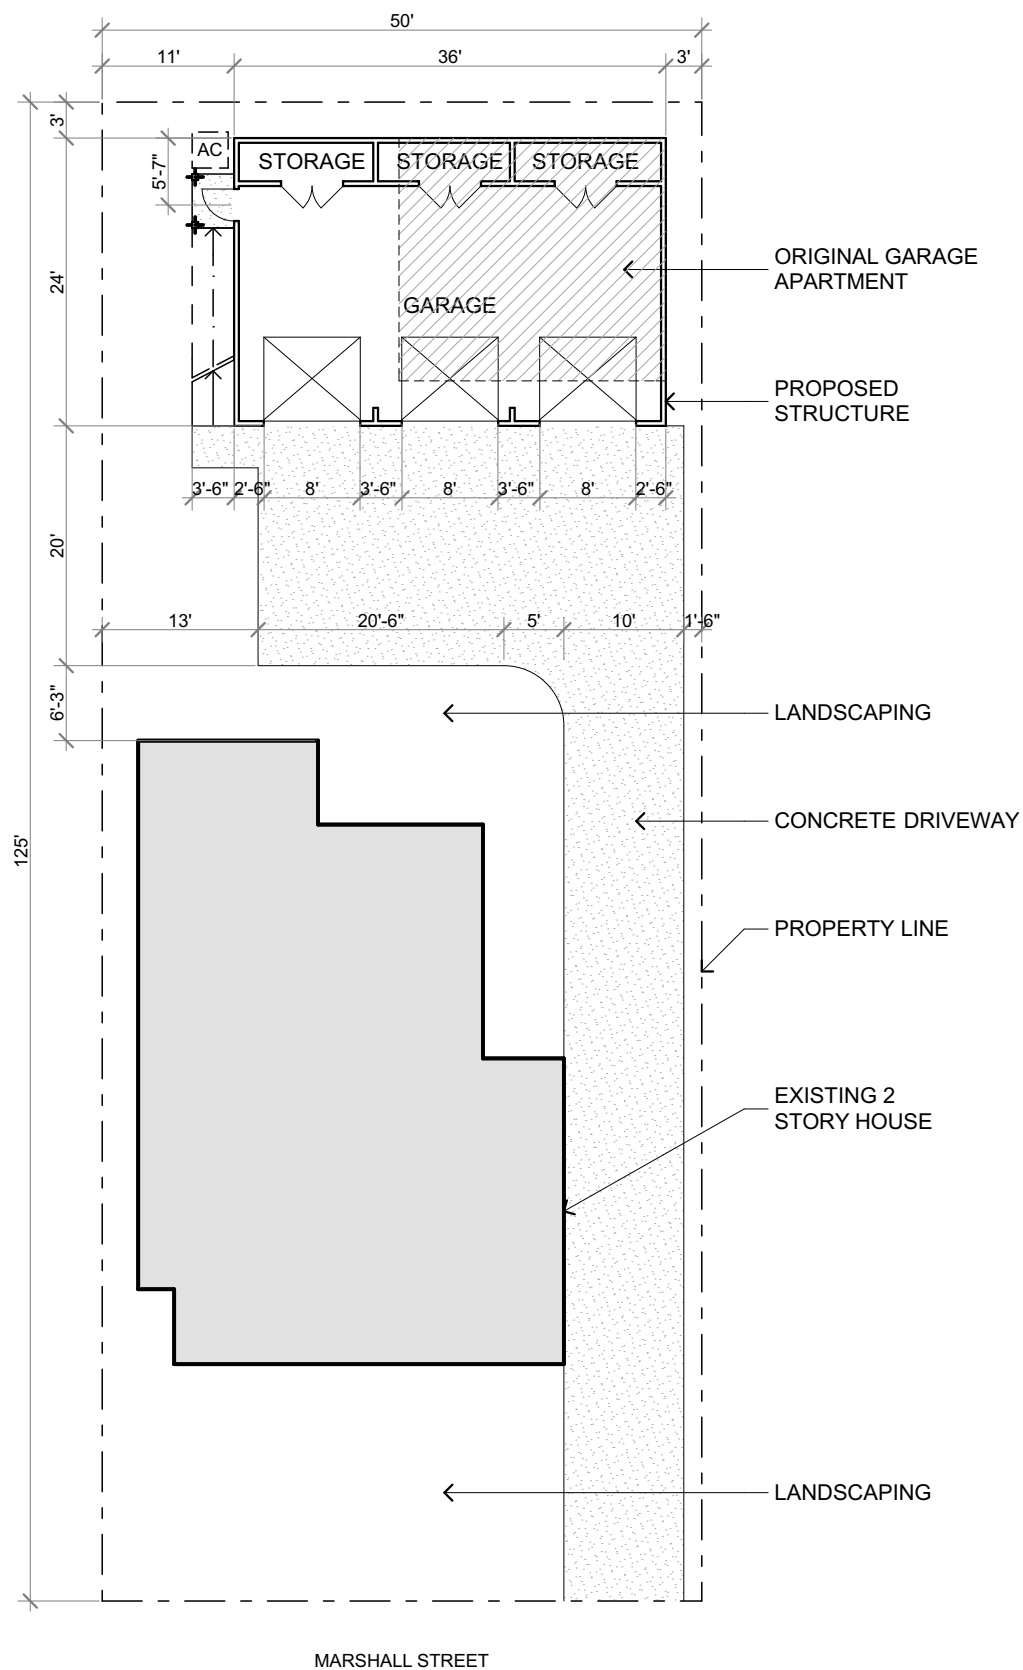 50'
11'
36'
3'
3'
AC
STORAGE
STORAGE
STORAGE
5'-7"
ORIGINAL GARAGE
APARTMENT
24'
GARAGE
PROPOSED
STRUCTURE
3'-6"
2'-6"
8'
3'-6"
8'
3'-6"
8'
2'-6"
20'
13'
20'-6"
5'
10'
1'-6"
6'-3"
LANDSCAPING
CONCRETE DRIVEWAY
125'
PROPERTY LINE
EXISTING 2
STORY HOUSE
LANDSCAPING
MARSHALL STREET